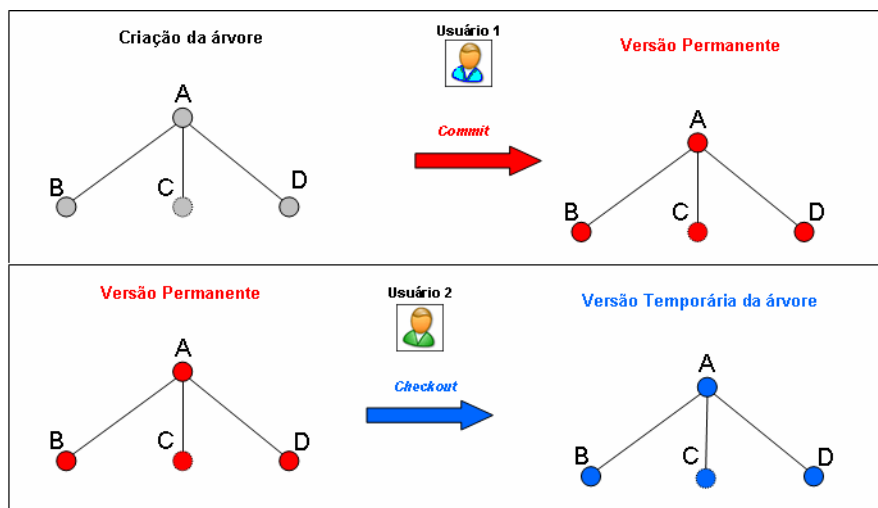 Criação da árvore
Usuário 1
Versão Permanente
A
B
C
D
Commit
A
B
C
D
Versão Permanente
Usuário 2
Versão Temporária da árvore
A
B
C
D
Checkout
A
B
C
D